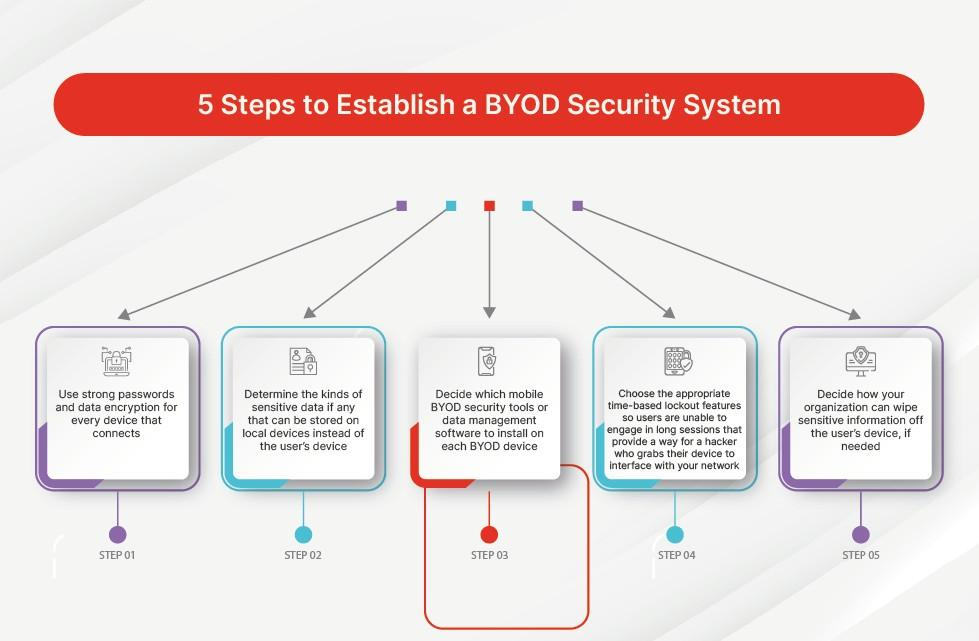 5 Steps to Establish a BYOD Security System
Use strong passwords
and data encryption for
every device that
connects
Determine the kinds of
sensitive data if any
that can be stored on
local devices instead of
the user's device
Decide which mobile
BYOD security tools or
data management
software to install on
each BYOD device
Choose the appropriate
time-based lockout features
so users are unable to
engage in long sessions that
provide a way for a hacker
who grabs their device to
interface with your network
Decide how your
organization can wipe
sensitive information off
the user's device, if
needed
STEP 01
STEP 02
STEP 03
STEP 04
STEP 05